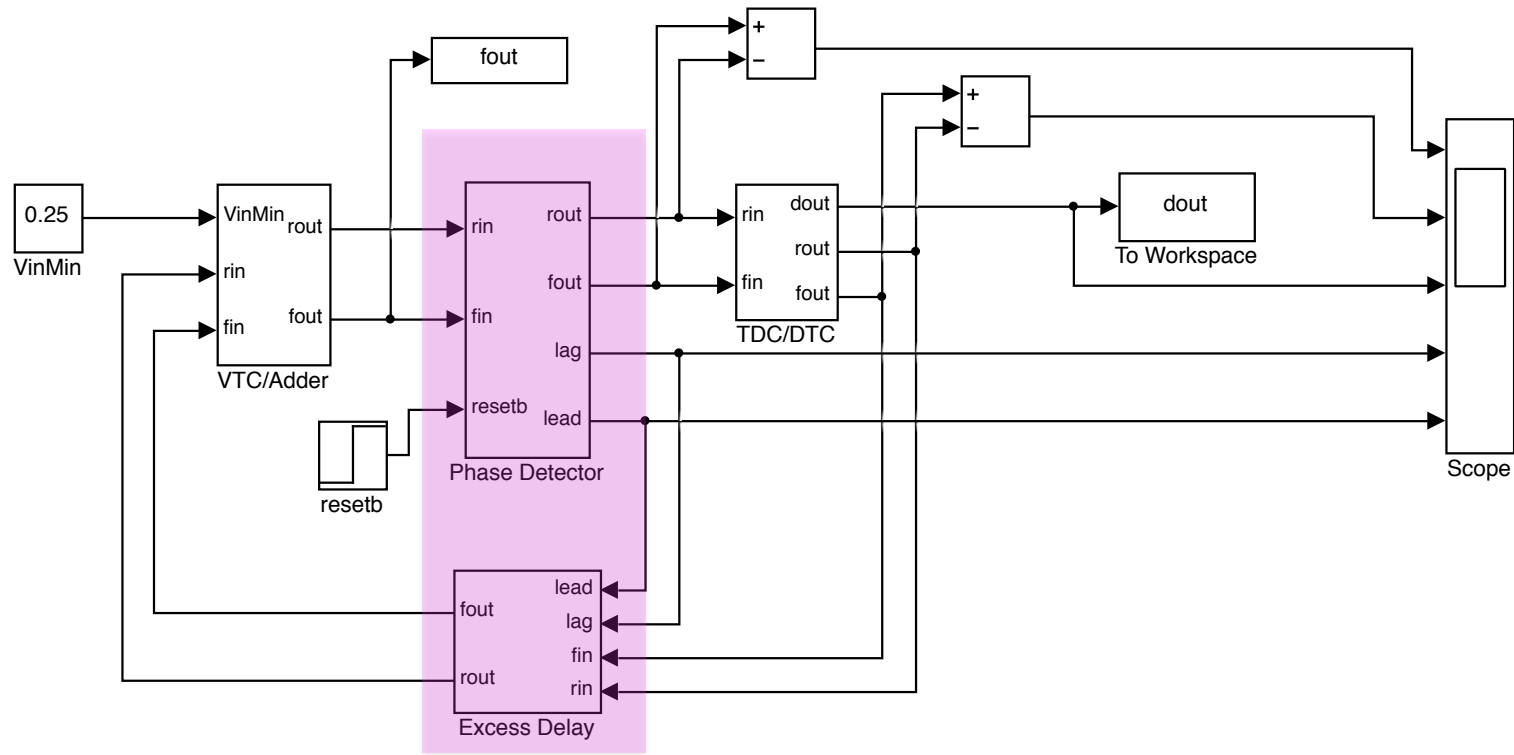 fout
+
−
+
−
0.25
VinMin
VinMin
rin
fin
rout
fout
VTC/Adder
resetb
rin
fin
resetb
rout
fout
lag
lead
Phase Detector
rin
fin
dout
rout
fout
TDC/DTC
dout
To Workspace
Scope
fout
rout
lead
lag
fin
rin
Excess Delay